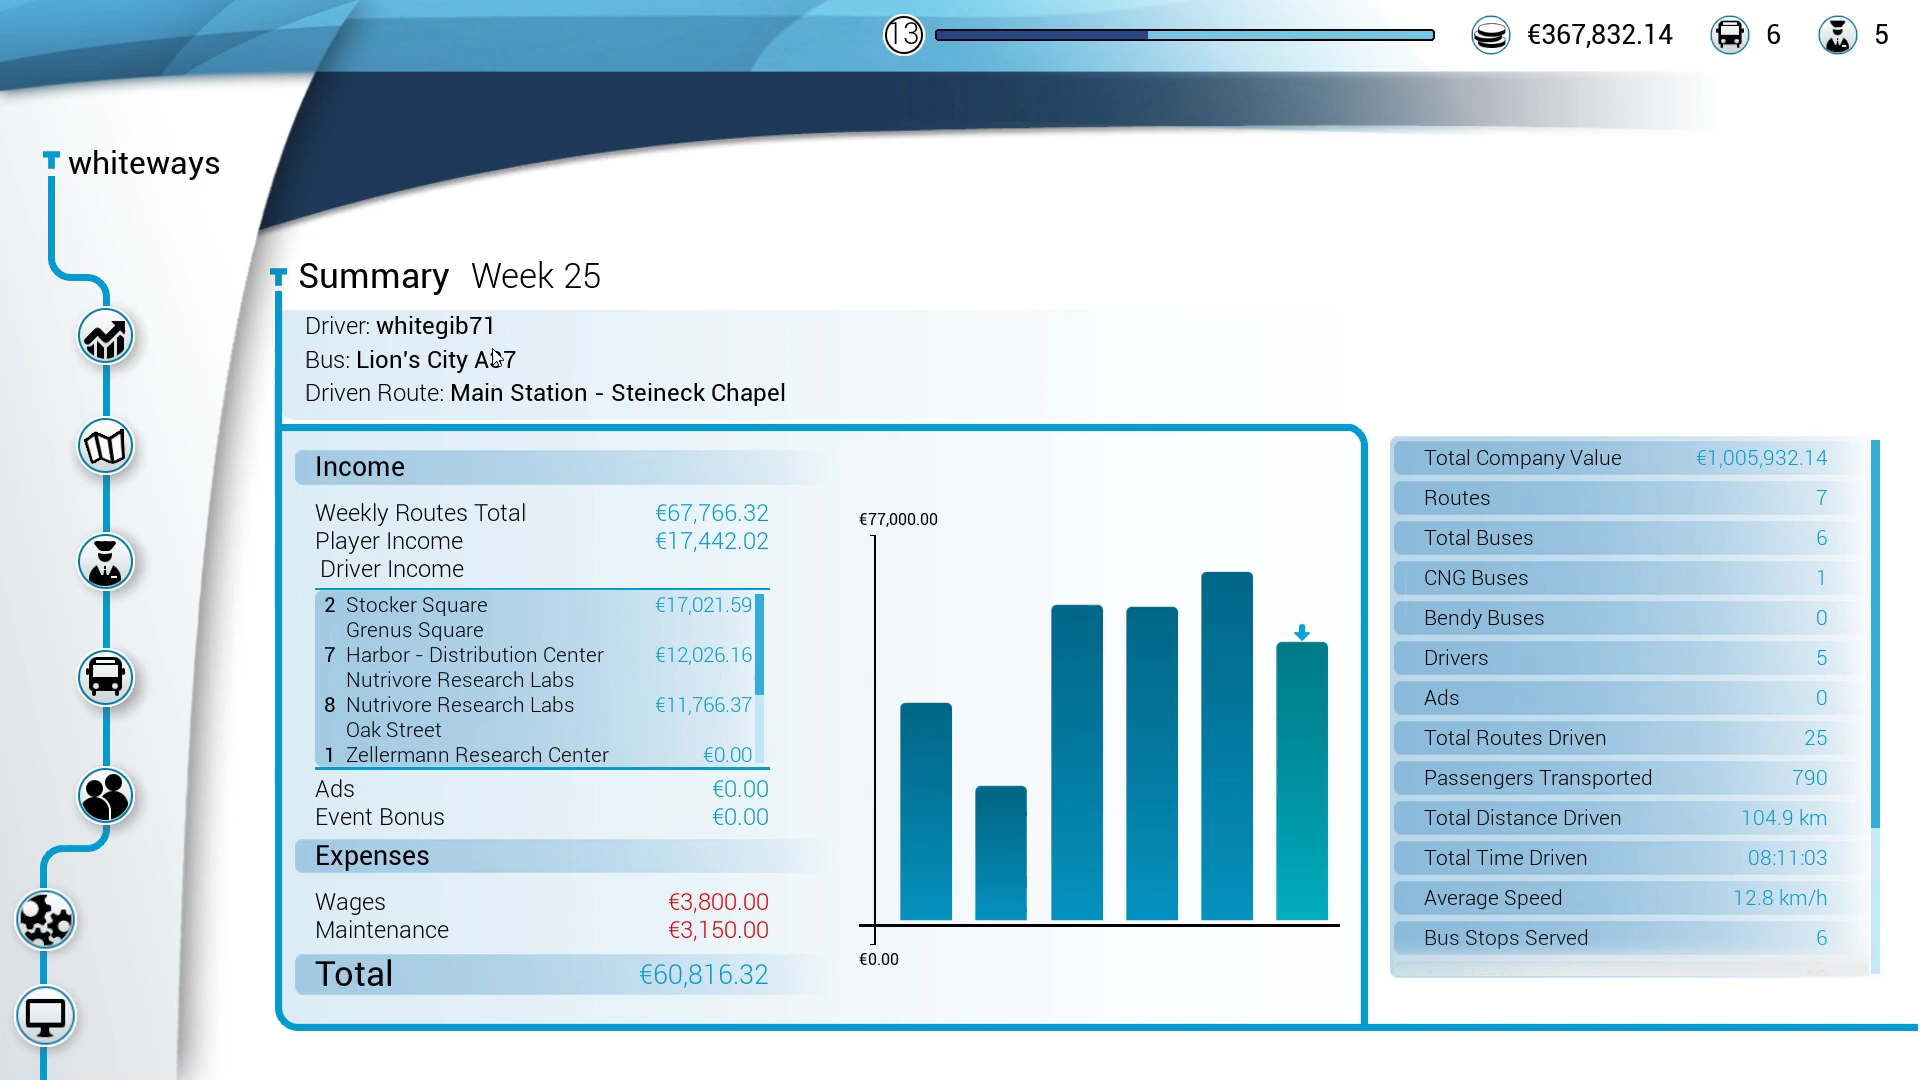 13
€367,832.14
6
5
whiteways
Summary Week 25
Driver: whitegib71
Bus: Lion's City
Driven Route: Main Station - Steineck Chapel
Income
Weekly Routes Total €67,766.32
Player Income €17,442.02
Driver Income
2 Stocker Square €17,021.59
Grenus Square
7 Harbor - Distribution Center €12,026.16
Nutrivore Research Labs
8 Nutrivore Research Labs €11,766.37
Oak Street
1 Zellermann Research Center €0.00
Ads €0.00
Event Bonus €0.00
Expenses
Wages €3,800.00
Maintenance €3,150.00
Total €60,816.32
€77,000.00
€0.00
Total Company Value €1,005,932.14
Routes 7
Total Buses 6
CNG Buses 1
Bendy Buses 0
Drivers 5
Ads 0
Total Routes Driven 25
Passengers Transported 790
Total Distance Driven 104.9 km
Total Time Driven 08:11:03
Average Speed 12.8 km/h
Bus Stops Served 6